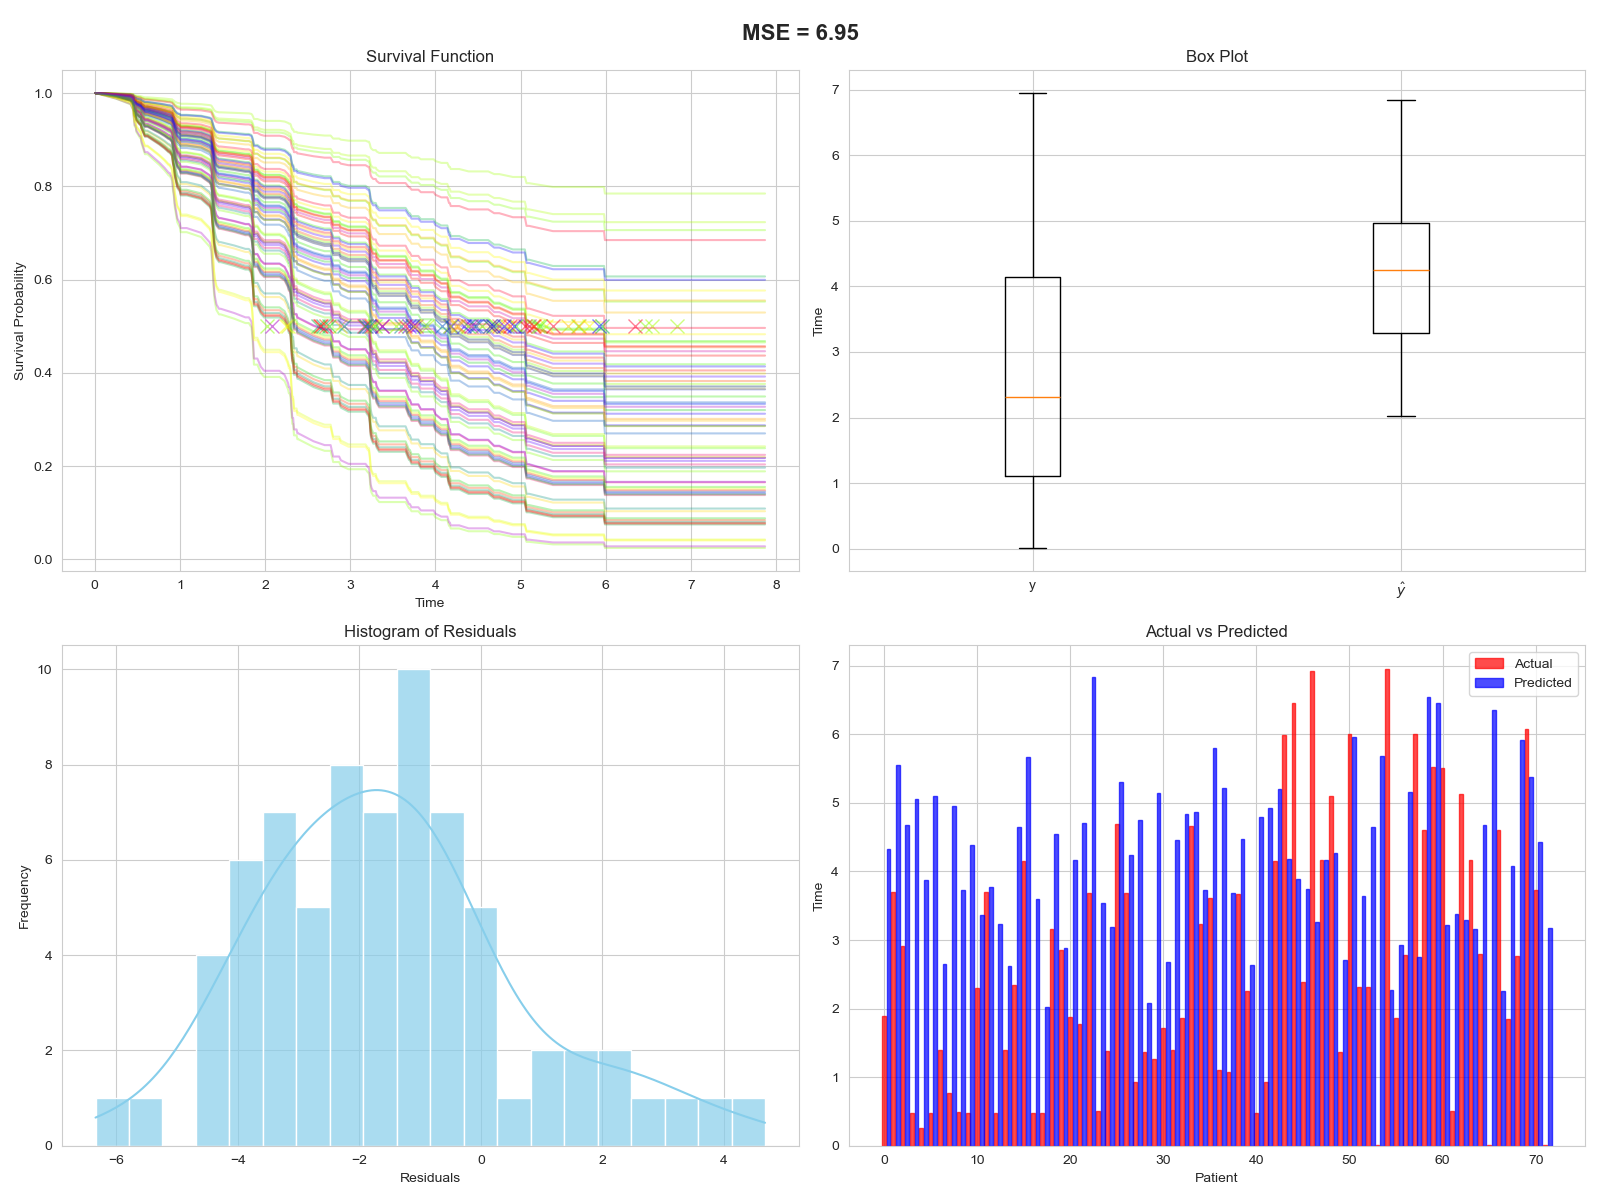 MSE = 6.95
Survival Function
Survival Probability
1.0
0.8
0.6
0.4
0.2
0.0
0 1 2 3 4 5 6 7 8
Time
Box Plot
Time
7
6
5
4
3
2
1
0
y ŷ
Histogram of Residuals
Frequency
10
8
6
4
2
0
−6 −4 −2 0 2 4
Residuals
Actual vs Predicted
Actual
Predicted
Time
7
6
5
4
3
2
1
0
0 10 20 30 40 50 60 70
Patient